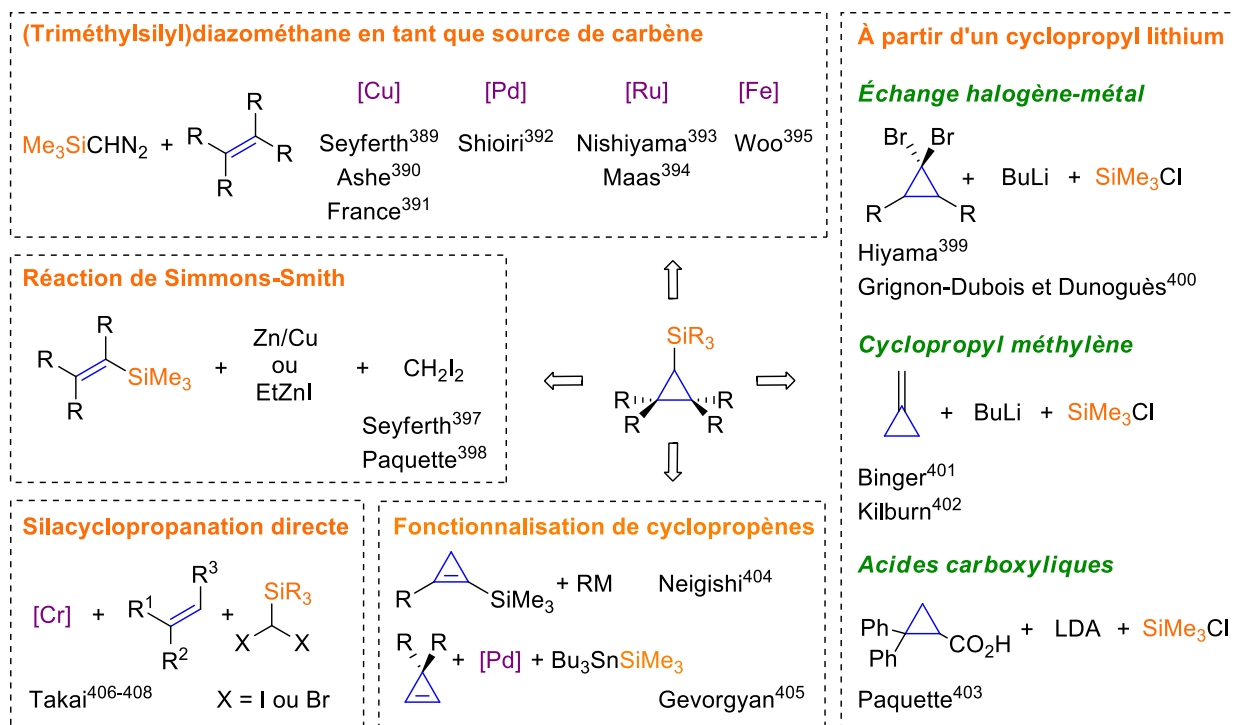 (Triméthylsilyl)diazométhane en tant que source de carbène
[Cu] [Pd] [Ru] [Fe]
Me₃SiCHN₂ + R R R R
Seyferth³⁸⁹ Shioiri³⁹² Nishiyama³⁹³ Woo³⁹⁵
Ashe³⁹⁰ Maas³⁹⁴
France³⁹¹
Réaction de Simmons-Smith
R R R SiMe₃ + Zn/Cu ou EtZnI + CH₂I₂
Seyferth³⁹⁷
Paquette³⁹⁸
SiR₃
R R R R
Silacyclopropanation directe
[Cr] + R¹ R² R³ + SiR₃ X X
Takai⁴⁰⁶⁻⁴⁰⁸ X = I ou Br
Fonctionnalisation de cyclopropènes
R SiMe₃ + RM Neigishi⁴⁰⁴
R R + [Pd] + Bu₃SnSiMe₃
Gevorgyan⁴⁰⁵
À partir d'un cyclopropyl lithium
Échange halogène-métal
Br Br R R + BuLi + SiMe₃Cl
Hiyama³⁹⁹
Grignon-Dubois et Dunoguès⁴⁰⁰
Cyclopropyl méthylène
+ BuLi + SiMe₃Cl
Binger⁴⁰¹
Kilburn⁴⁰²
Acides carboxyliques
Ph Ph CO₂H + LDA + SiMe₃Cl
Paquette⁴⁰³